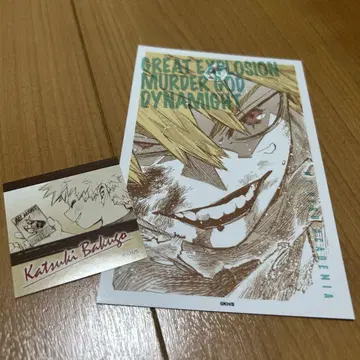 GREAT EXPLOSION
MURDER GOD
DYNAMIGHT
Katsuki Bakugo